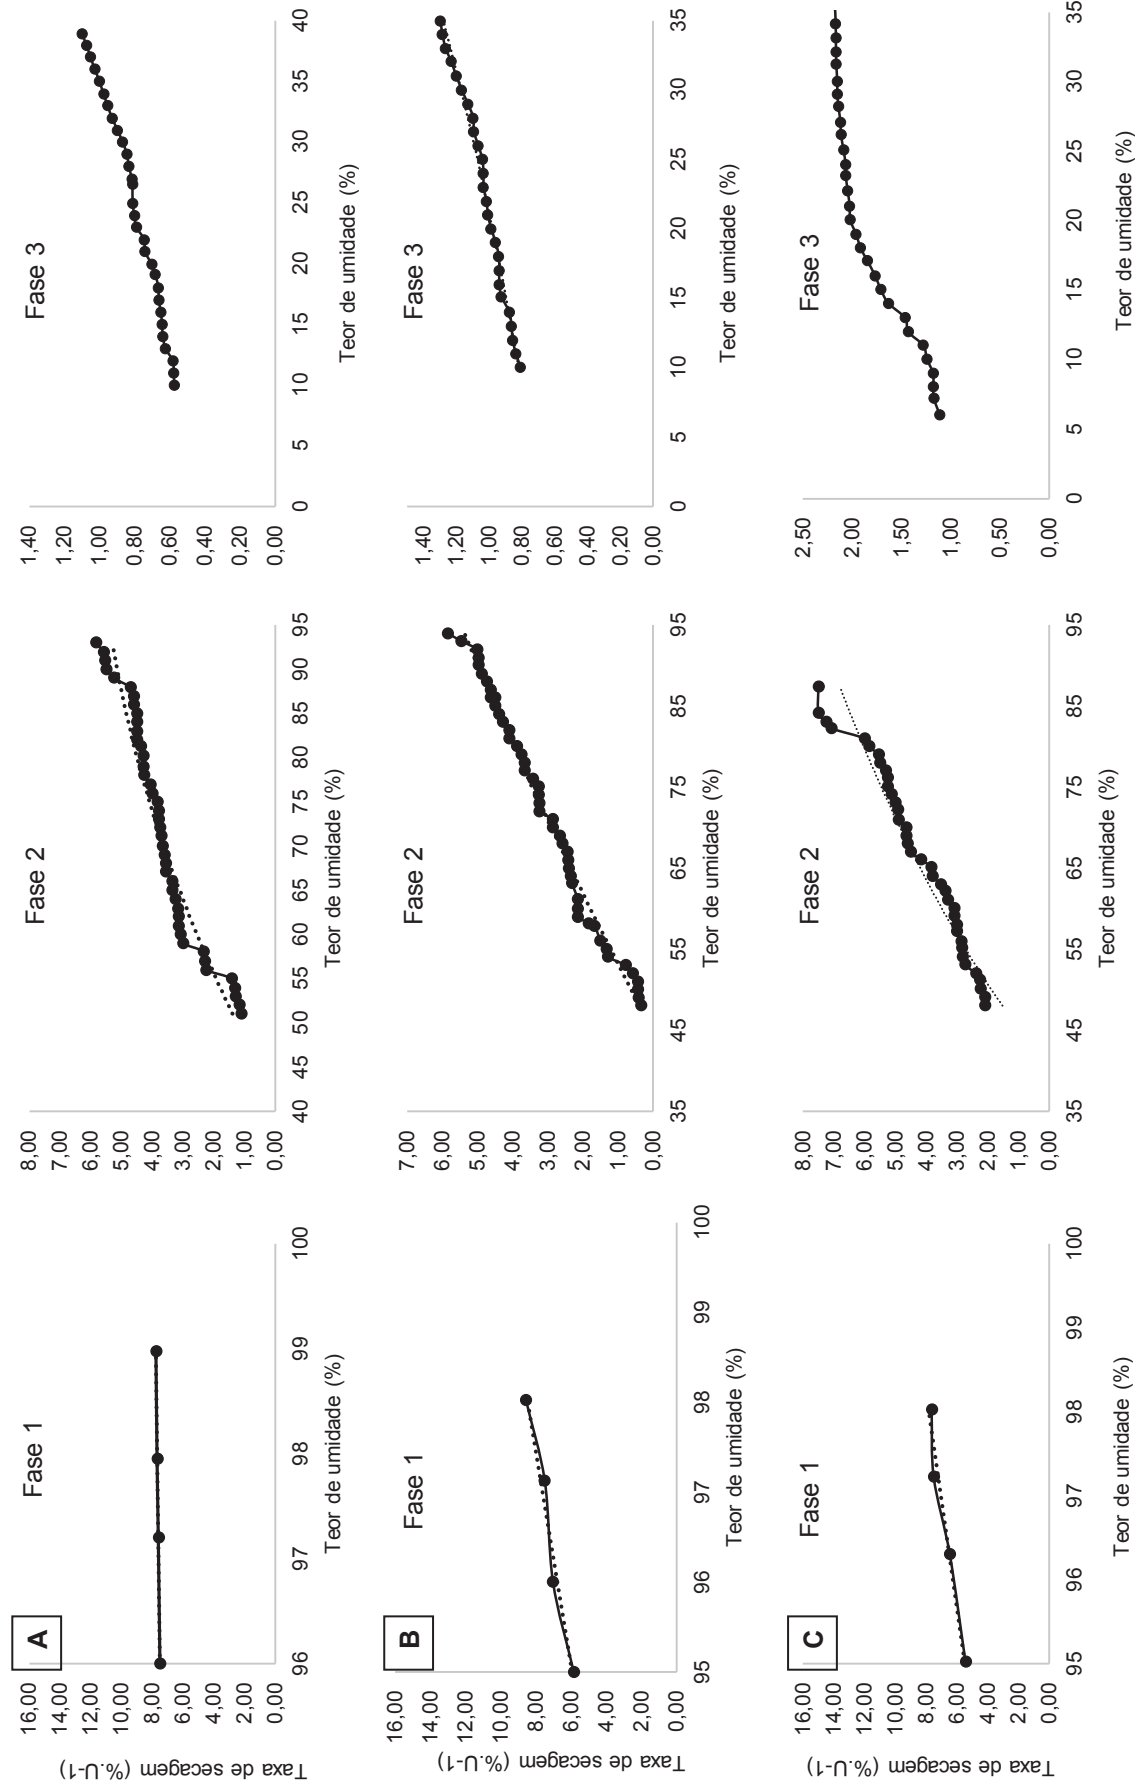 A
Fase 1
Taxa de secagem (%.U-1)
16,00
14,00
12,00
10,00
8,00
6,00
4,00
2,00
0,00
96 97 98 99 100
Teor de umidade (%)
Fase 2
8,00
7,00
6,00
5,00
4,00
3,00
2,00
1,00
0,00
40 45 50 55 60 65 70 75 80 85 90 95
Teor de umidade (%)
Fase 3
1,40
1,20
1,00
0,80
0,60
0,40
0,20
0,00
0 5 10 15 20 25 30 35 40
Teor de umidade (%)
B
Fase 1
Taxa de secagem (%.U-1)
16,00
14,00
12,00
10,00
8,00
6,00
4,00
2,00
0,00
95 96 97 98 99 100
Teor de umidade (%)
Fase 2
7,00
6,00
5,00
4,00
3,00
2,00
1,00
0,00
35 45 55 65 75 85 95
Teor de umidade (%)
Fase 3
1,40
1,20
1,00
0,80
0,60
0,40
0,20
0,00
0 5 10 15 20 25 30 35
Teor de umidade (%)
C
Fase 1
Taxa de secagem (%.U-1)
16,00
14,00
12,00
10,00
8,00
6,00
4,00
2,00
0,00
95 96 97 98 99 100
Teor de umidade (%)
Fase 2
8,00
7,00
6,00
5,00
4,00
3,00
2,00
1,00
0,00
35 45 55 65 75 85 95
Teor de umidade (%)
Fase 3
2,50
2,00
1,50
1,00
0,50
0,00
0 5 10 15 20 25 30 35
Teor de umidade (%)